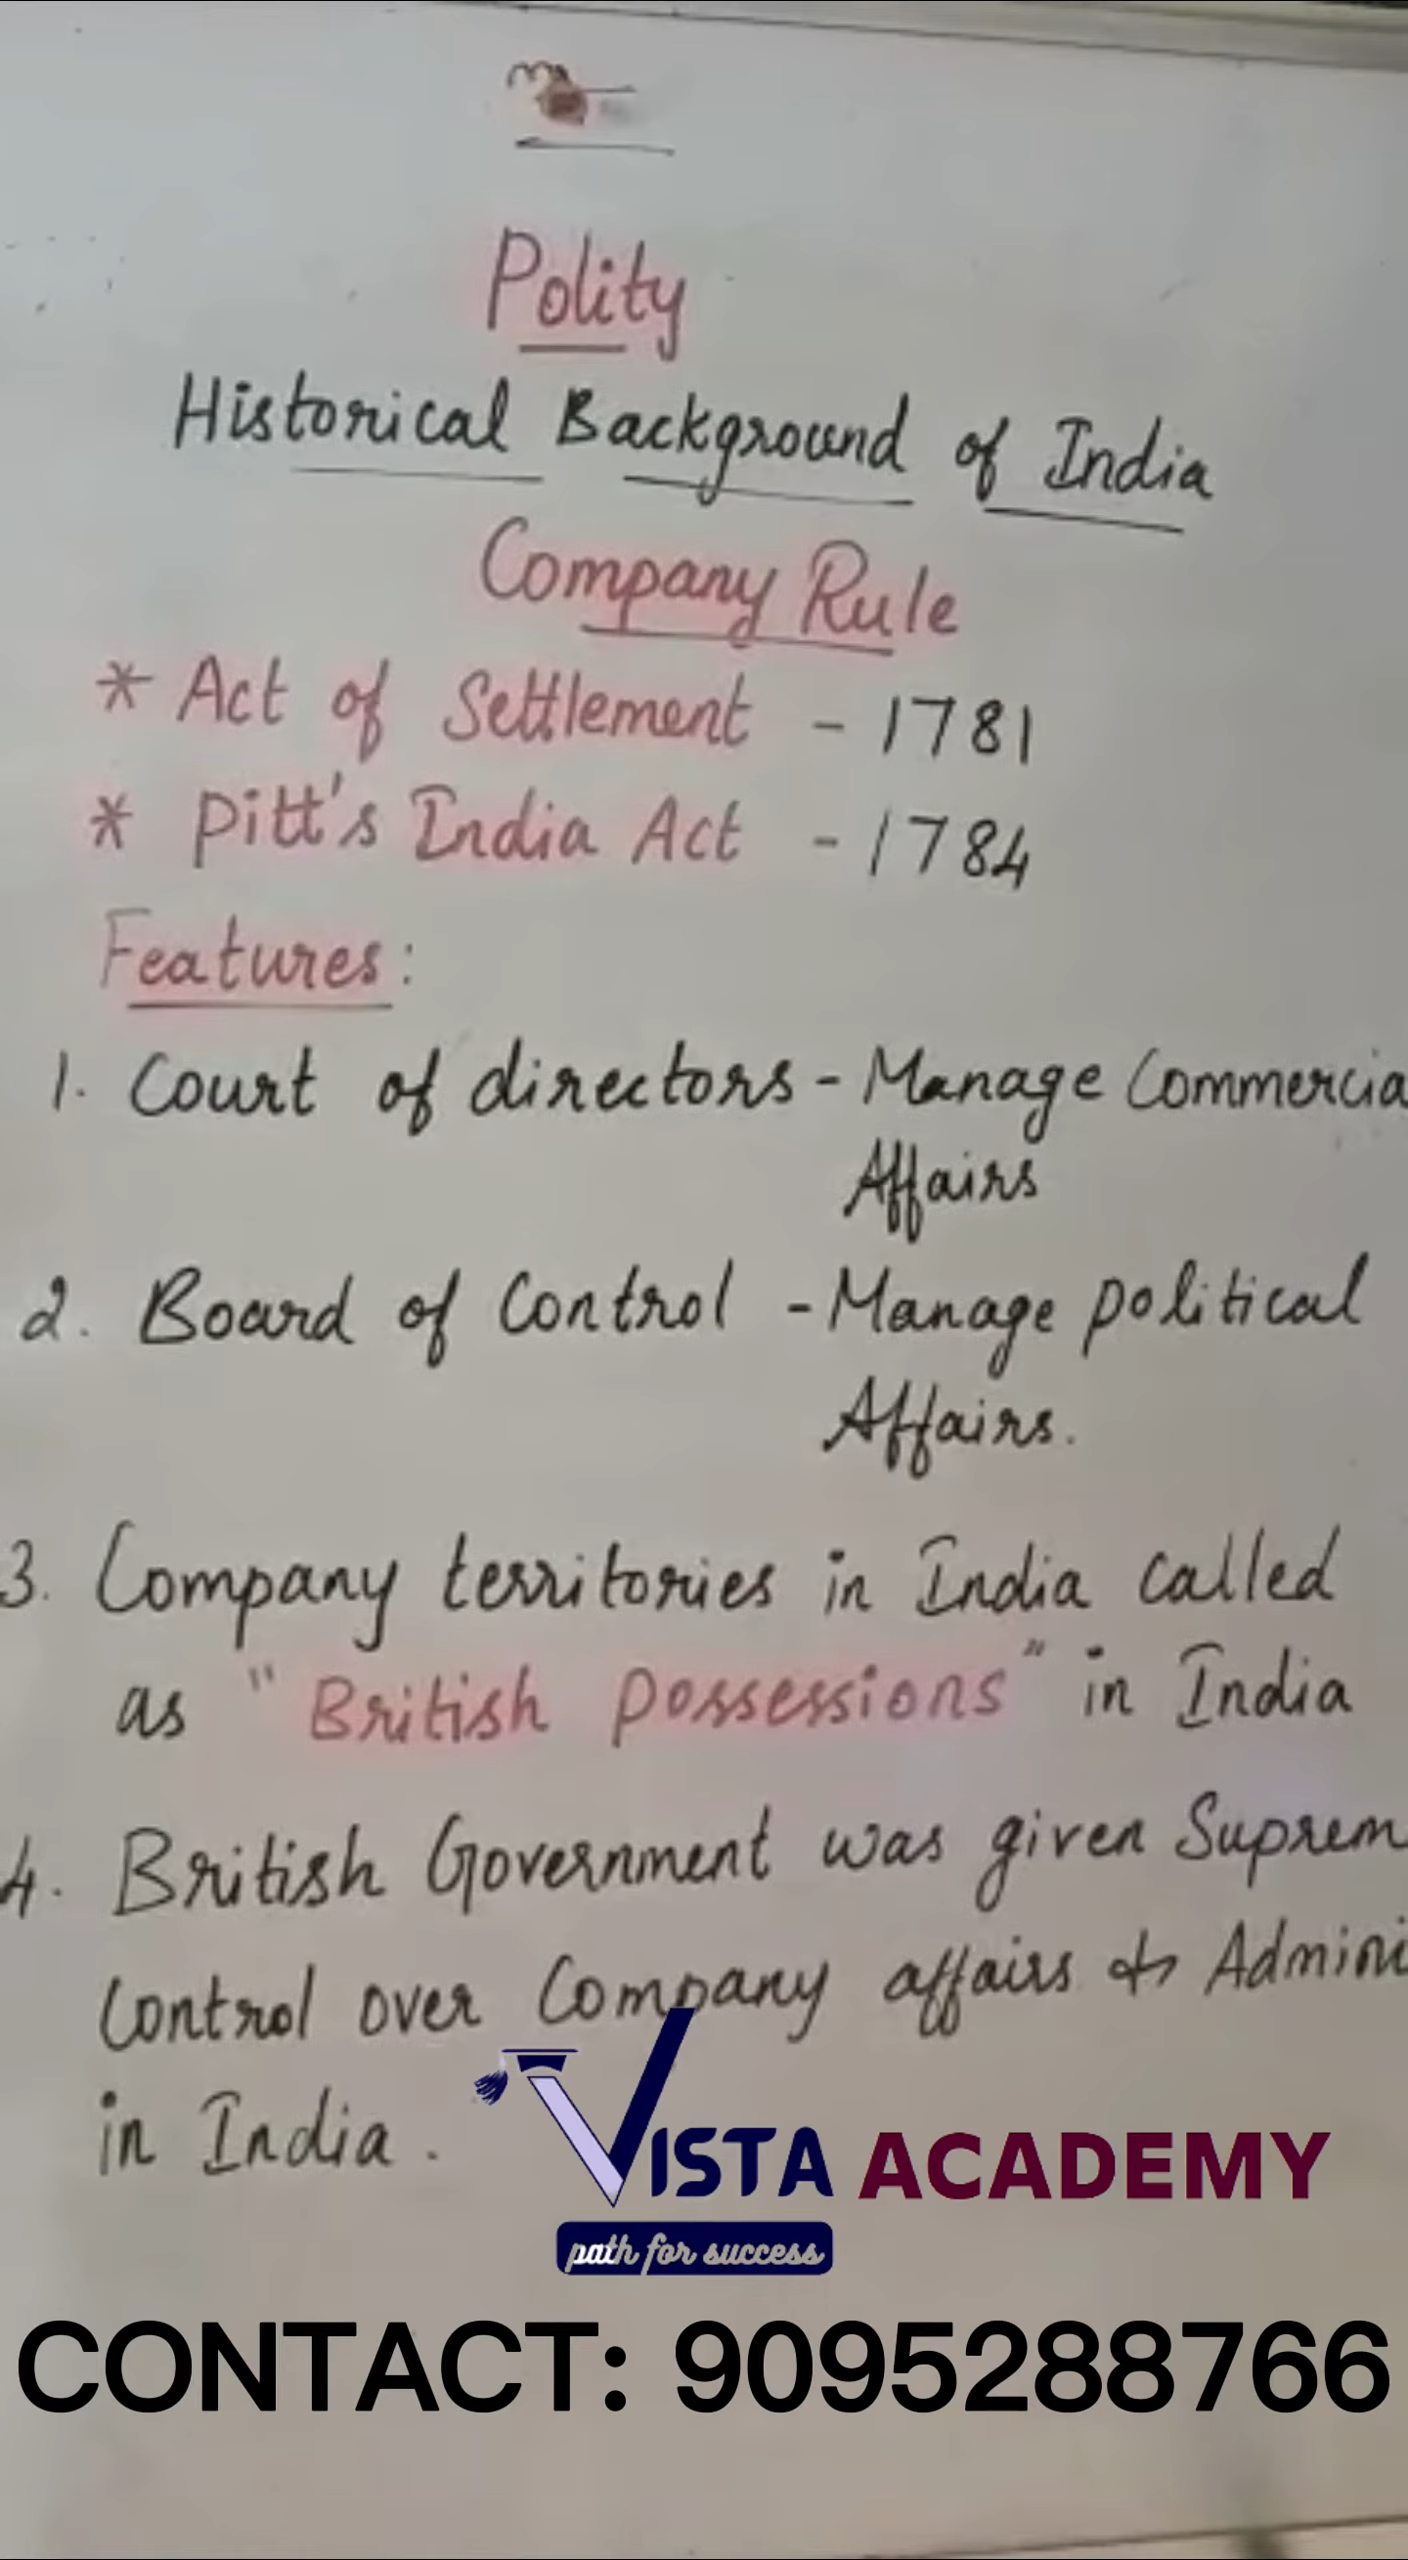 Polity
Historical Background of India
Company Rule
* Act of Settlement - 1781
* Pitt's India Act - 1784
Features:
1. Court of directors - Manage Commercia
Affairs
2. Board of Control - Manage political
Affairs.
3. Company territories in India called
as "British possessions" in India
4. British Government was given Suprem
Control over Company affairs & Admini
in India.
VISTA ACADEMY
path for success
CONTACT: 9095288766